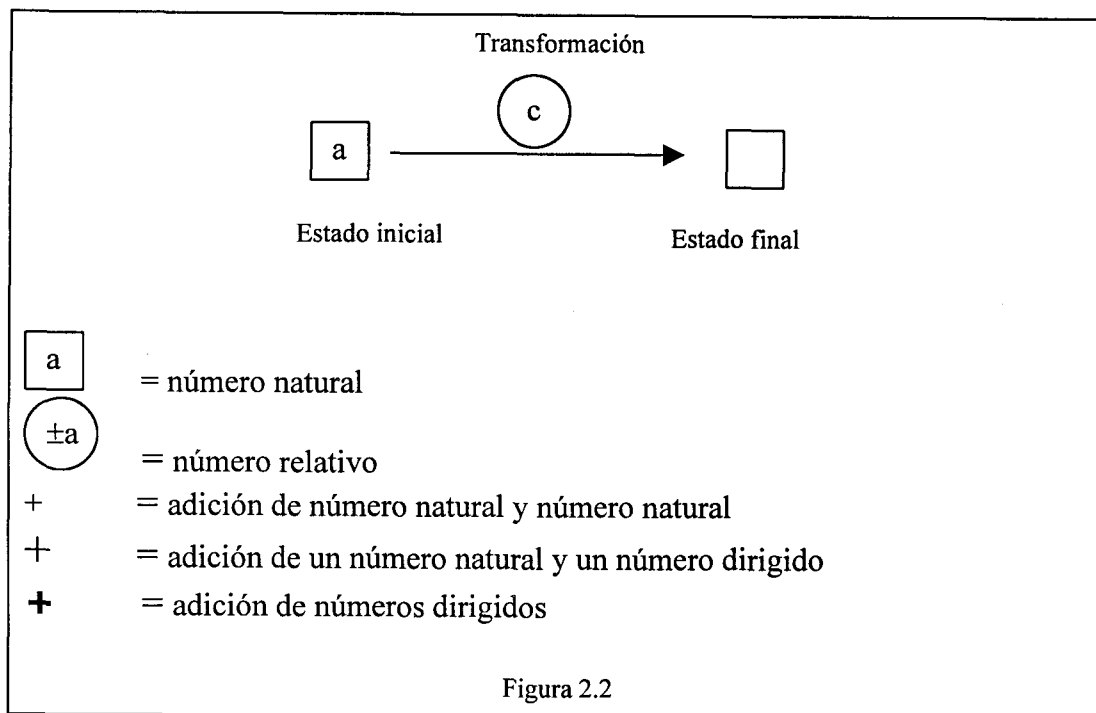 Transformación
c
a
Estado inicial
Estado final
a
= número natural
±a
= número relativo
+ = adición de número natural y número natural
+ = adición de un número natural y un número dirigido
+ = adición de números dirigidos
Figura 2.2